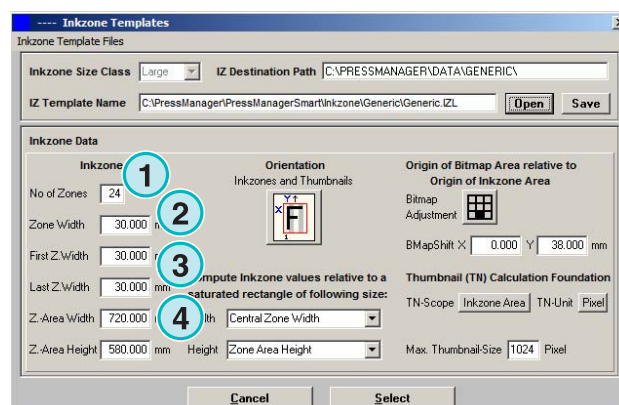 ---- Inkzone Templates
Inkzone Template Files
Inkzone Size Class Large IZ Destination Path C:\PRESSMANAGER\DATA\GENERIC\
IZ Template Name C:\PressManager\PressManagerSmart\Inkzone\Generic\Generic.IZL Open Save
Inkzone Data
Inkzone
No of Zones 24
1
Zone Width 30.000
2
First Z.Width 30.000 mm
3
Last Z.Width 30.000 mm
Z.-Area Width 720.000
4
Z.-Area Height 580.000 mm
Orientation
Inkzones and Thumbnails
X Y F
relative to a
saturated rectangle of following size:
Central Zone Width
Height Zone Area Height
Origin of Bitmap Area relative to
Origin of Inkzone Area
Bitmap
Adjustment
BMapShift X 0.000 Y 38.000 mm
Thumbnail (TN) Calculation Foundation
TN-Scope Inkzone Area TN-Unit Pixel
Max. Thumbnail-Size 1024 Pixel
Cancel Select